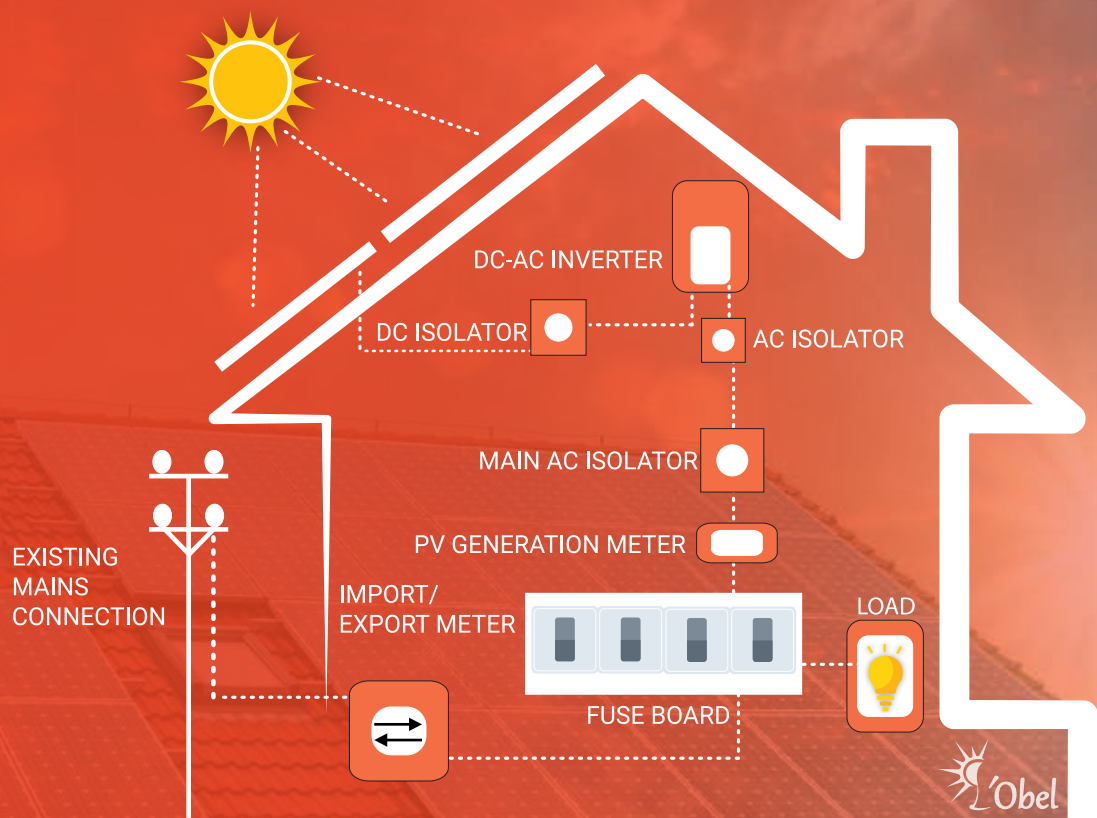 DC-AC INVERTER
DC ISOLATOR
AC ISOLATOR
MAIN AC ISOLATOR
PV GENERATION METER
EXISTING
MAINS
CONNECTION
IMPORT/
EXPORT METER
LOAD
FUSE BOARD
'Obel